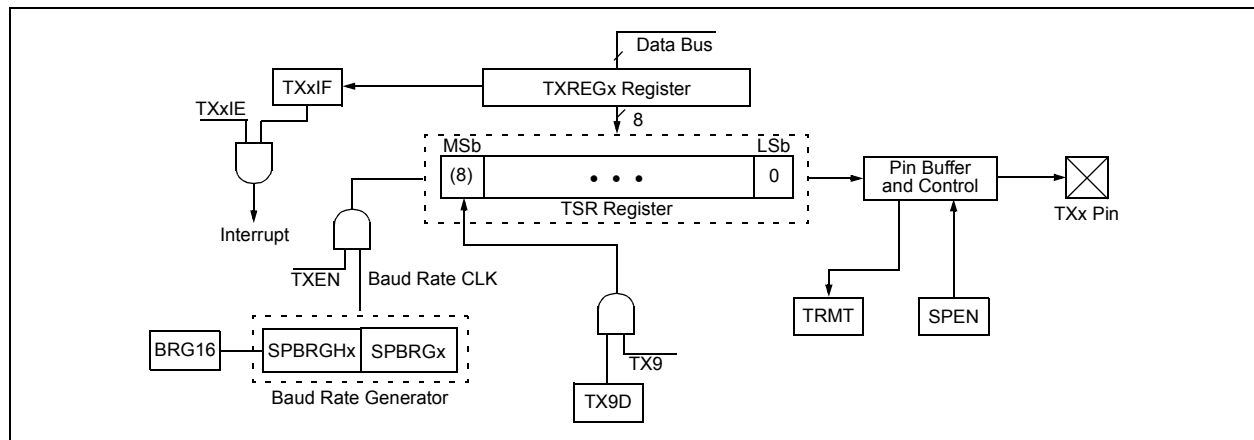 Data Bus
TXxIF
TXREGx Register
TXxIE
8
MSb
LSb
(8)
• • •
0
Pin Buffer
and Control
TSR Register
TXx Pin
Interrupt
TXEN
Baud Rate CLK
TRMT
SPEN
BRG16
SPBRGHx
SPBRGx
TX9
Baud Rate Generator
TX9D